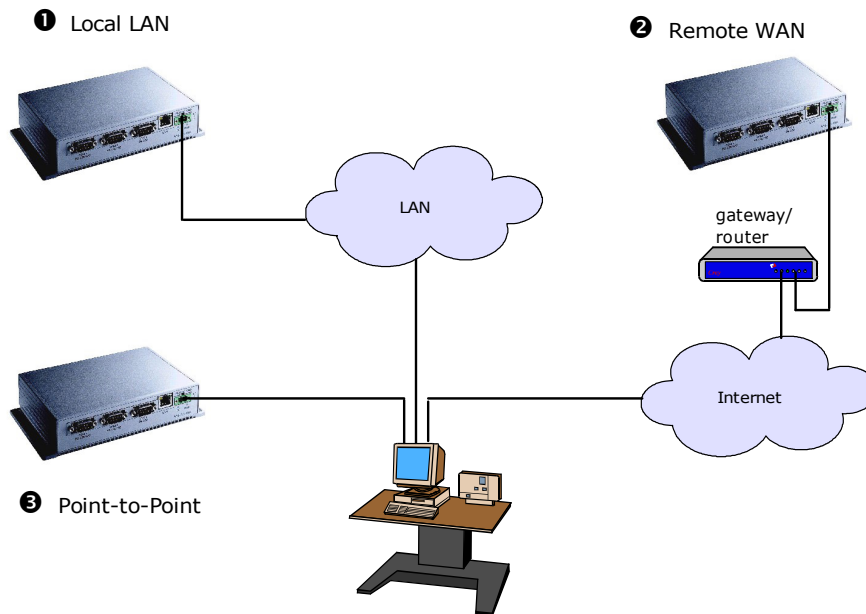 ❶ Local LAN
❷ Remote WAN
LAN
gateway/
router
Internet
❸ Point-to-Point